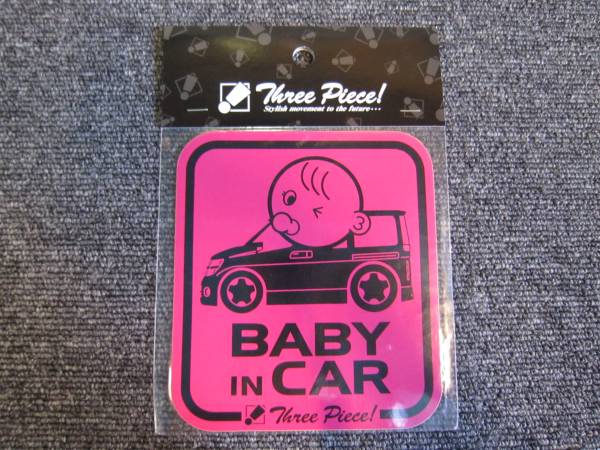 Three Piece!
Stylish movement to the future・・・
BABY
IN CAR
Three Piece!